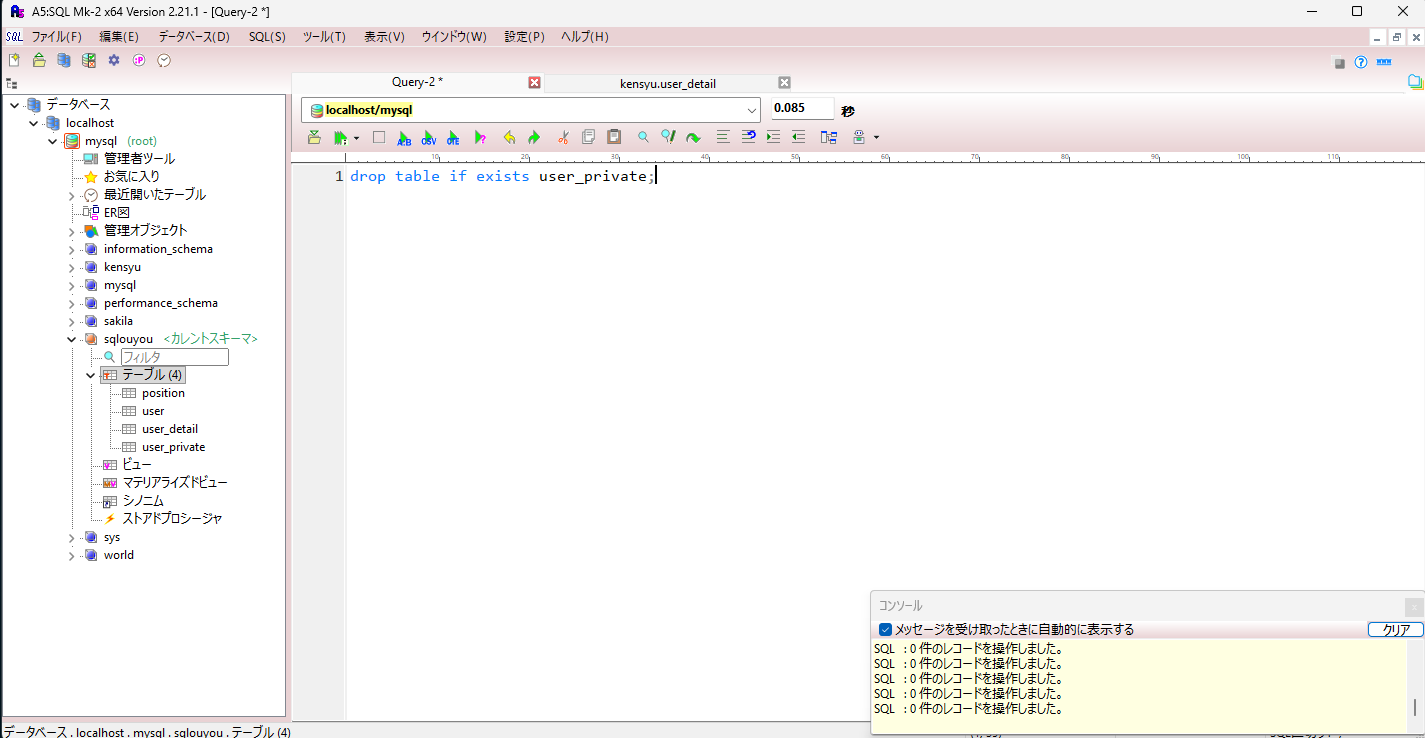 A5:SQL Mk-2 x64 Version 2.21.1 - [Query-2 *]
SQL ファイル(F) 編集(E) データベース(D) SQL(S) ツール(T) 表示(V) ウインドウ(W) 設定(P) ヘルプ(H)
Query-2 *
kensyu.user_detail
localhost/mysql
0.085 秒
A:B CSV OTE
10 20 30 40 50 60 70 80 90 100 110
1 drop table if exists user_private;
データベース
localhost
mysql (root)
管理者ツール
お気に入り
最近開いたテーブル
ER図
管理オブジェクト
information_schema
kensyu
mysql
performance_schema
sakila
sqlouyou <カレントスキーマ>
フィルタ
テーブル (4)
position
user
user_detail
user_private
ビュー
マテリアライズドビュー
シノニム
ストアドプロシージャ
sys
world
コンソール
メッセージを受け取ったときに自動的に表示する
クリア
SQL : 0 件のレコードを操作しました。
SQL : 0 件のレコードを操作しました。
SQL : 0 件のレコードを操作しました。
SQL : 0 件のレコードを操作しました。
SQL : 0 件のレコードを操作しました。
データベース . localhost . mysql . sqlouyou . テーブル (4)